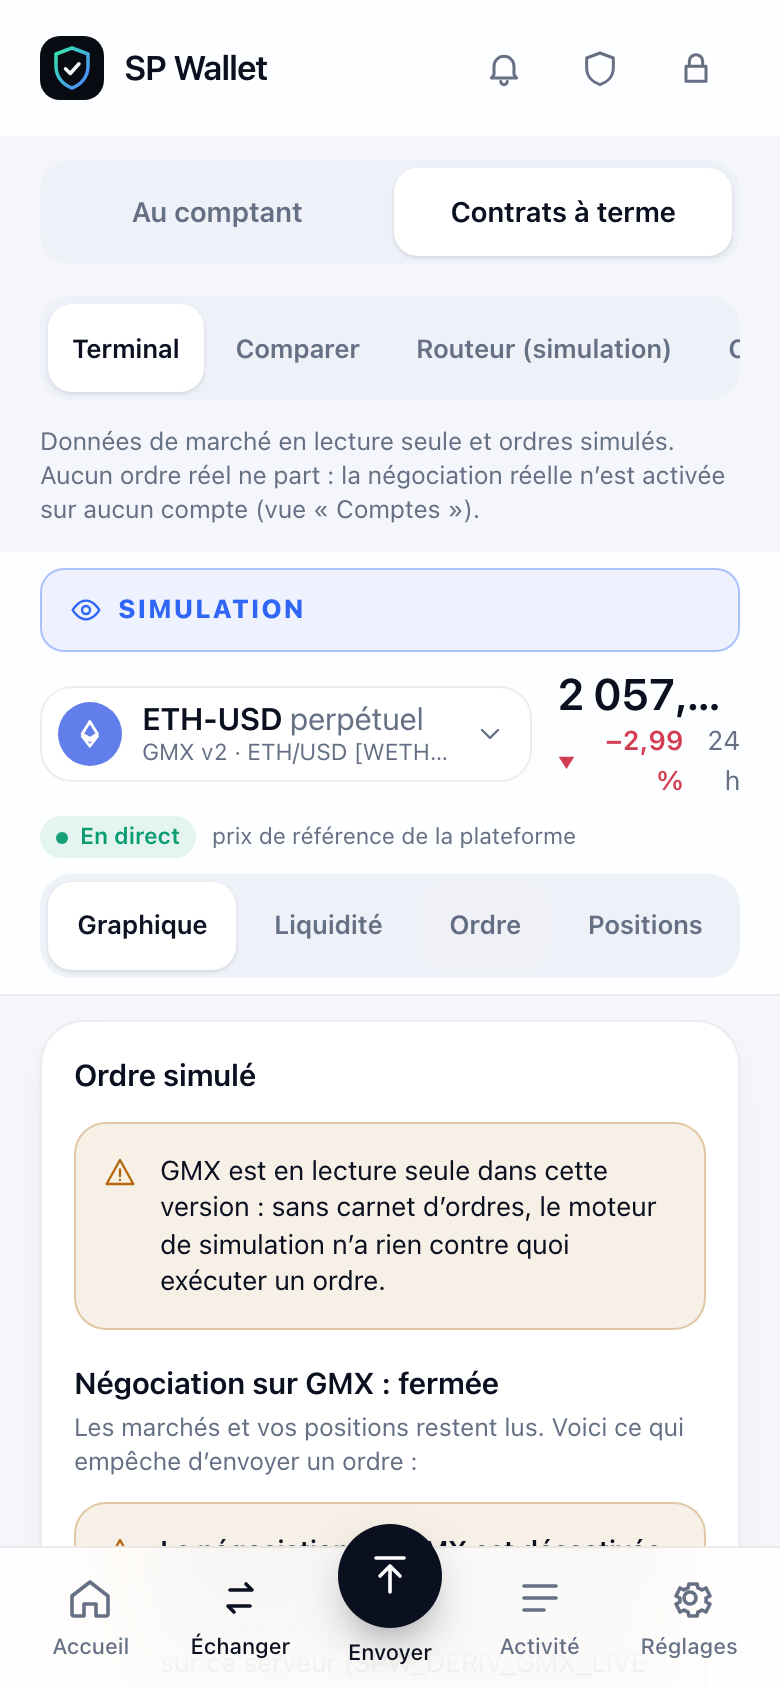 SP Wallet
Au comptant
Contrats à terme
Terminal
Comparer
Routeur (simulation)
Données de marché en lecture seule et ordres simulés.
Aucun ordre réel ne part : la négociation réelle n’est activée
sur aucun compte (vue « Comptes »).
SIMULATION
ETH-USD perpétuel
GMX v2 · ETH/USD [WETH...
2 057,...
−2,99 %
24 h
En direct
prix de référence de la plateforme
Graphique
Liquidité
Ordre
Positions
Ordre simulé
GMX est en lecture seule dans cette
version : sans carnet d’ordres, le moteur
de simulation n’a rien contre quoi
exécuter un ordre.
Négociation sur GMX : fermée
Les marchés et vos positions restent lus. Voici ce qui
empêche d’envoyer un ordre :
sur ce serveur (SPW_DERIV_GMX_LIVE
Accueil
Échanger
Envoyer
Activité
Réglages